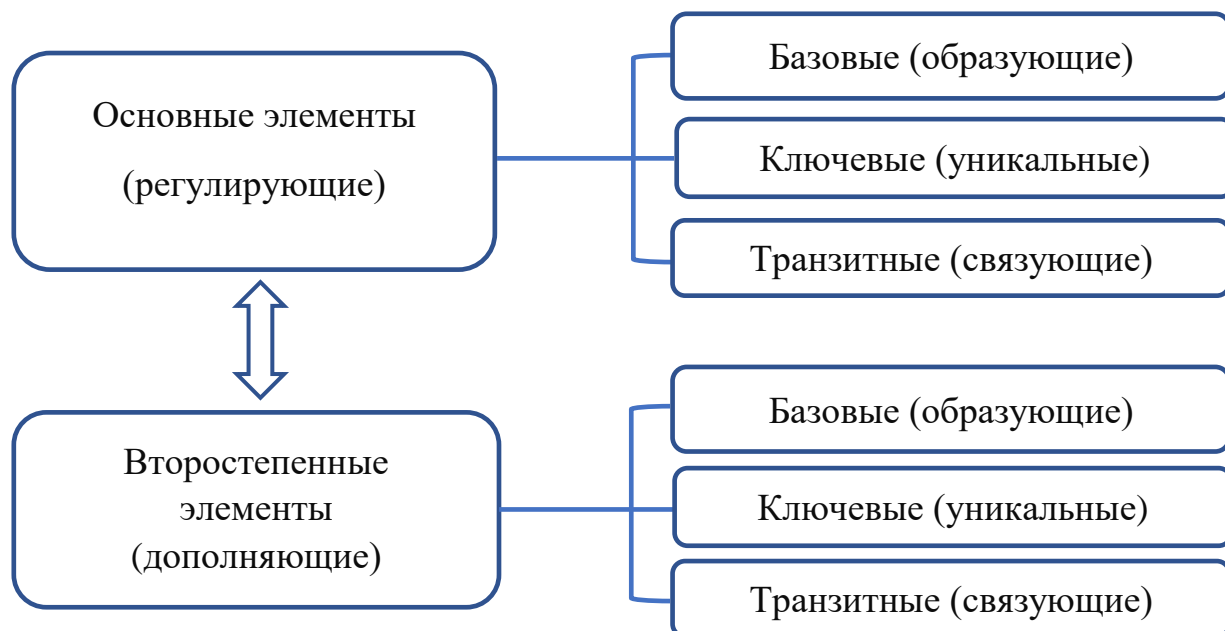 Основные элементы
(регулирующие)
Базовые (образующие)
Ключевые (уникальные)
Транзитные (связующие)
Второстепенные
элементы
(дополняющие)
Базовые (образующие)
Ключевые (уникальные)
Транзитные (связующие)